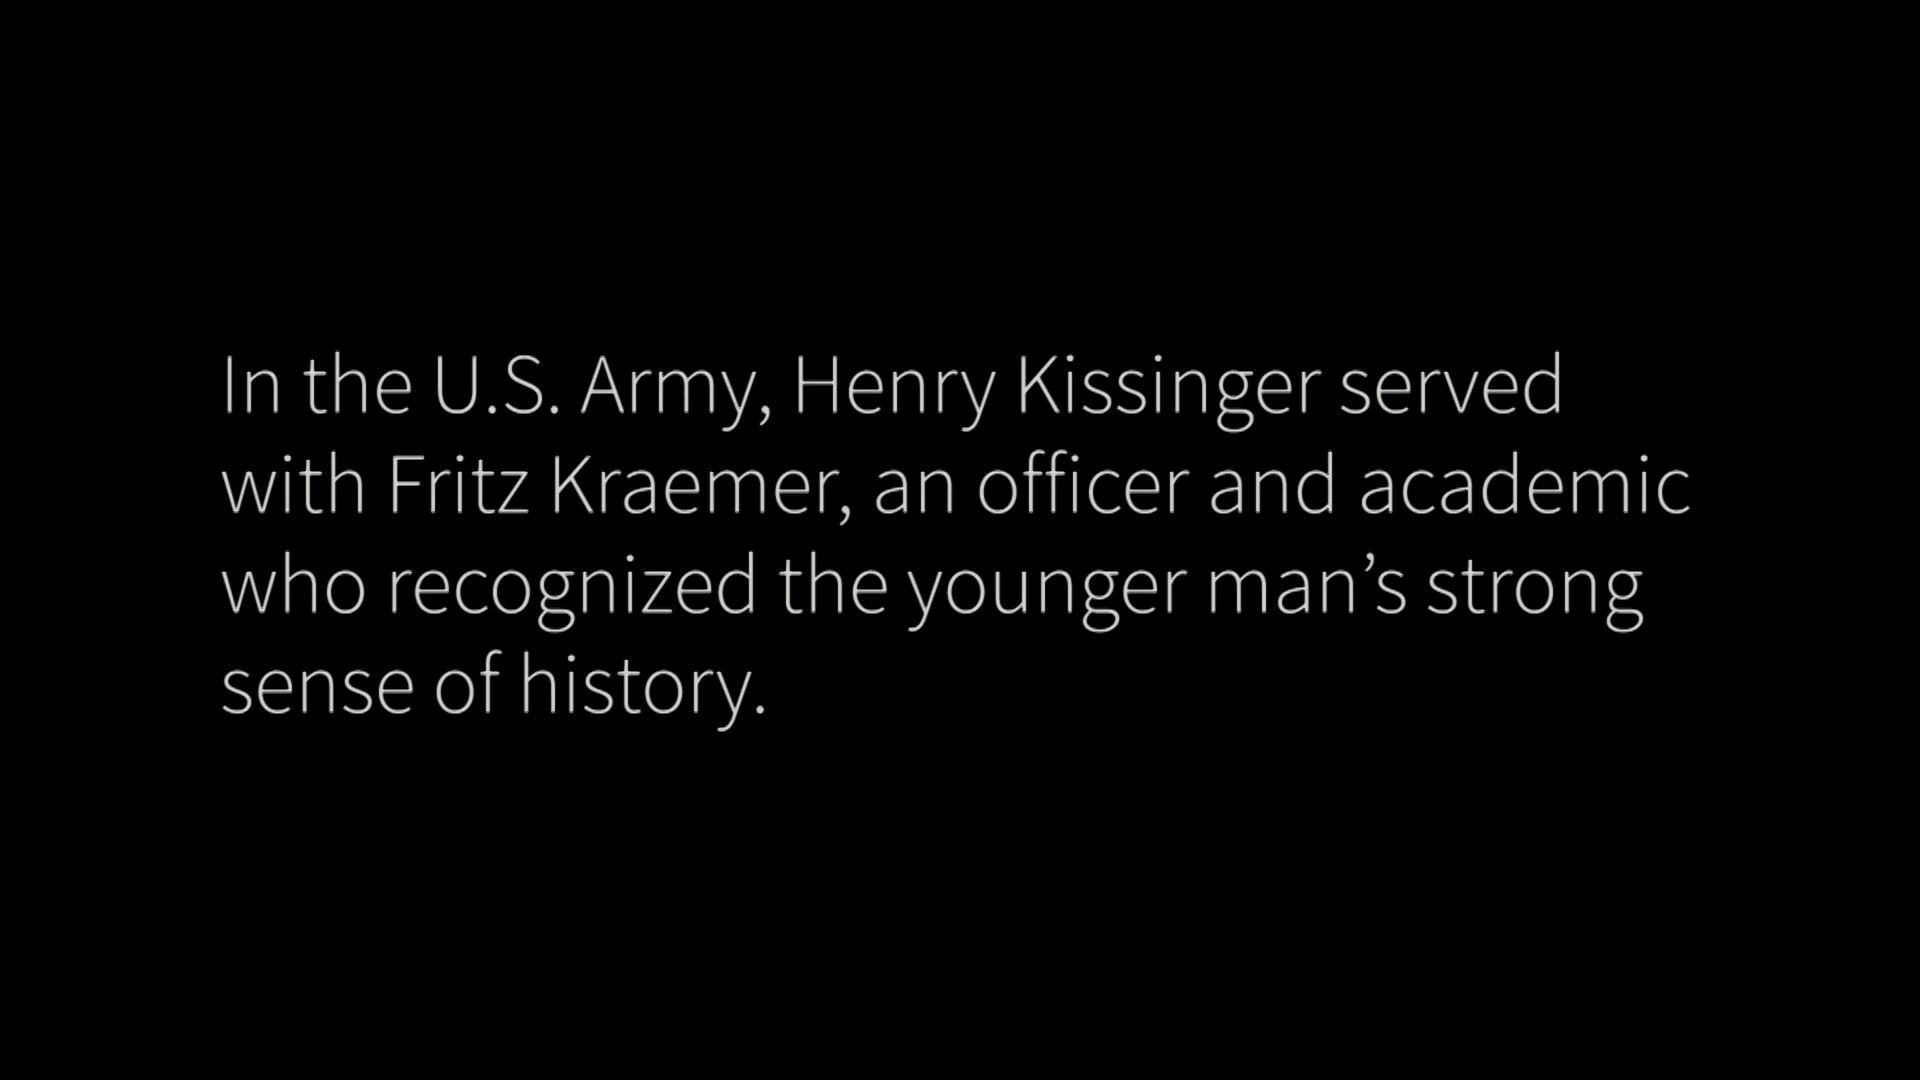 In the U.S. Army, Henry Kissinger served
with Fritz Kraemer, an officer and academic
who recognized the younger man’s strong
sense of history.